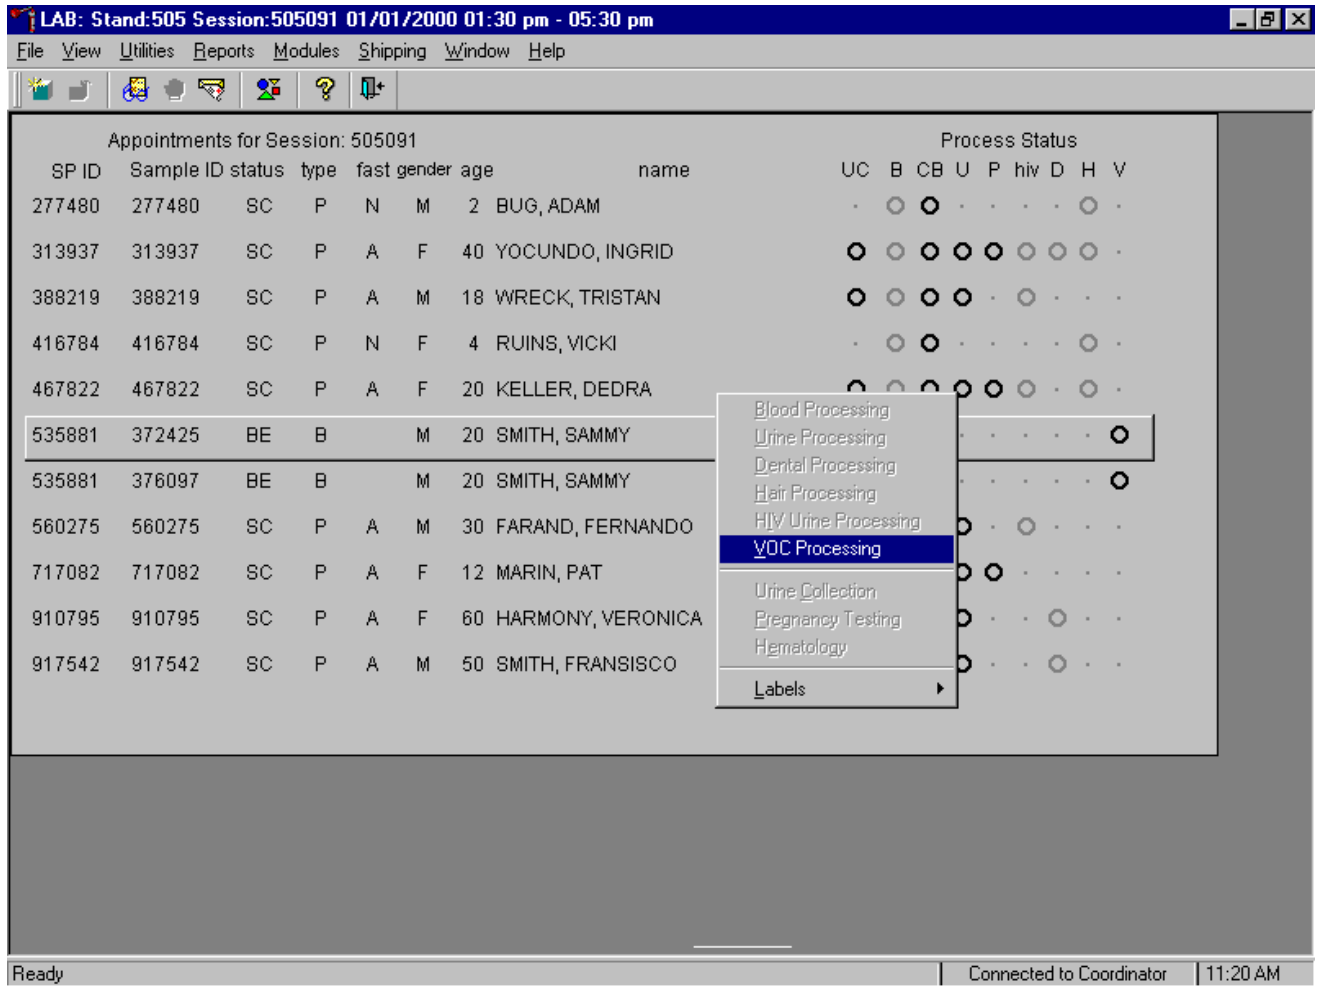 LAB: Stand:505 Session:505091 01/01/2000 01:30 pm - 05:30 pm
File View Utilities Reports Modules Shipping Window Help
Appointments for Session: 505091 Process Status
SP ID Sample ID status type fast gender age name UC B CB U P hiv D H V
277480 277480 SC P N M 2 BUG, ADAM
313937 313937 SC P A F 40 YOCUNDO, INGRID
388219 388219 SC P A M 18 WRECK, TRISTAN
416784 416784 SC P N F 4 RUINS, VICKI
467822 467822 SC P A F 20 KELLER, DEDRA
535881 372425 BE B M 20 SMITH, SAMMY
535881 376097 BE B M 20 SMITH, SAMMY
560275 560275 SC P A M 30 FARAND, FERNANDO
717082 717082 SC P A F 12 MARIN, PAT
910795 910795 SC P A F 60 HARMONY, VERONICA
917542 917542 SC P A M 50 SMITH, FRANSISCO
Blood Processing
Urine Processing
Dental Processing
Hair Processing
HIV Urine Processing
VOC Processing
Urine Collection
Pregnancy Testing
Hematology
Labels
Ready Connected to Coordinator 11:20 AM